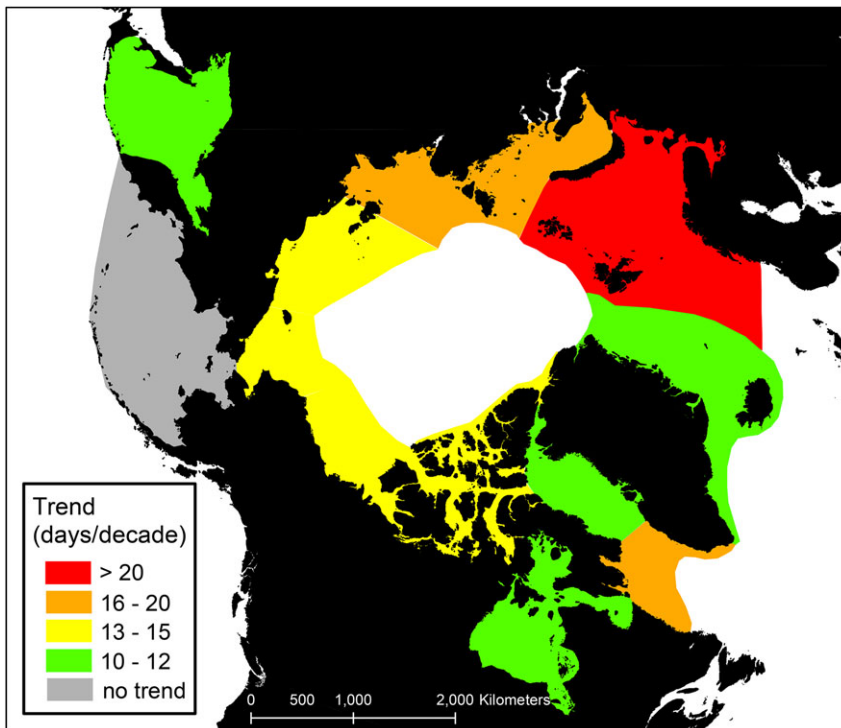 Trend
(days/decade)
> 20
16 - 20
13 - 15
10 - 12
no trend
0 500 1,000 2,000 Kilometers